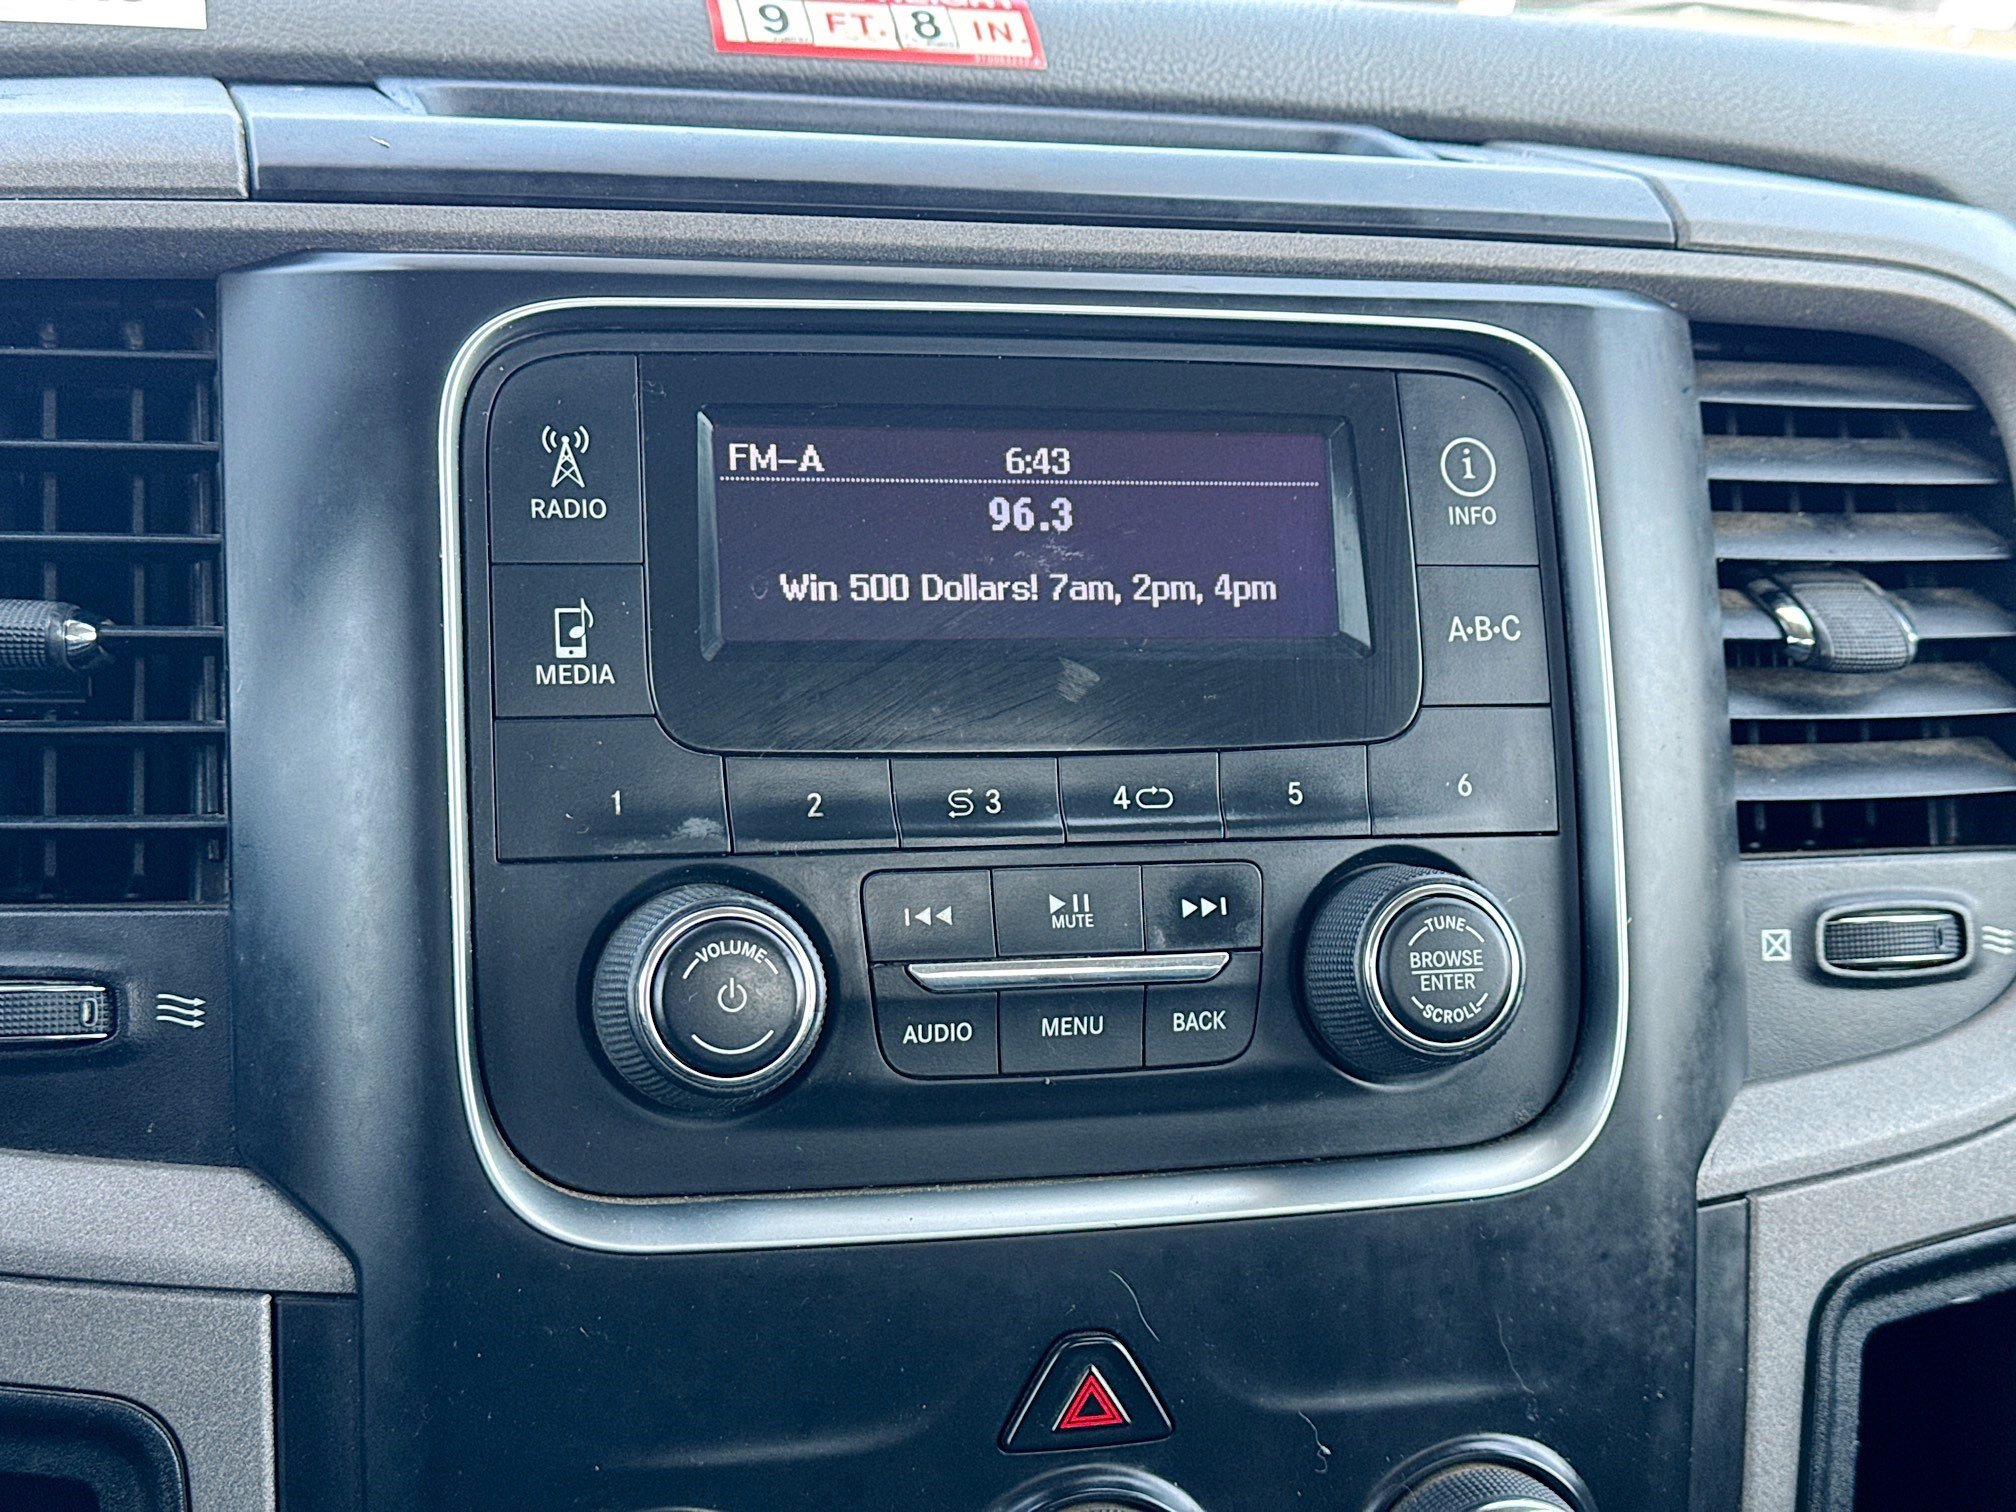 9 FT. 8 IN.
FM-A 6:43
96.3
Win 500 Dollars! 7am, 2pm, 4pm
RADIO
INFO
MEDIA
A•B•C
1 2 3 4 5 6
VOLUME
MUTE
TUNE
BROWSE
ENTER
SCROLL
AUDIO MENU BACK